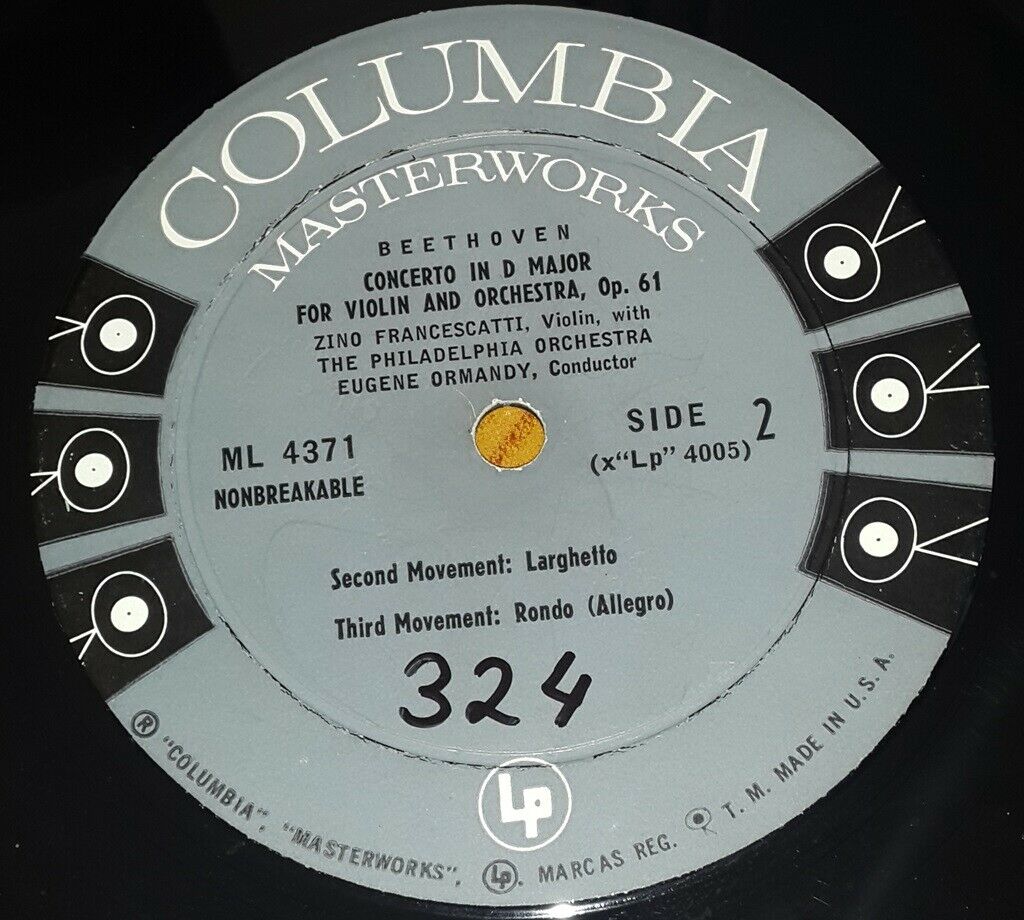 COLUMBIA
MASTERWORKS
BEETHOVEN
CONCERTO IN D MAJOR
FOR VIOLIN AND ORCHESTRA, Op. 61
ZINO FRANCESCATTI, Violin, with
THE PHILADELPHIA ORCHESTRA
EUGENE ORMANDY, Conductor
ML 4371
NONBREAKABLE
SIDE 2
(x“Lp” 4005)
Second Movement: Larghetto
Third Movement: Rondo (Allegro)
324
Lp
® "COLUMBIA", "MASTERWORKS", Lp. MARCAS REG. T. M. MADE IN U. S. A.